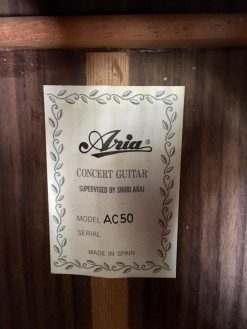 Aria®
CONCERT GUITAR
SUPERVISED BY SHIRO ARAI
MODEL AC50
SERIAL
MADE IN SPAIN